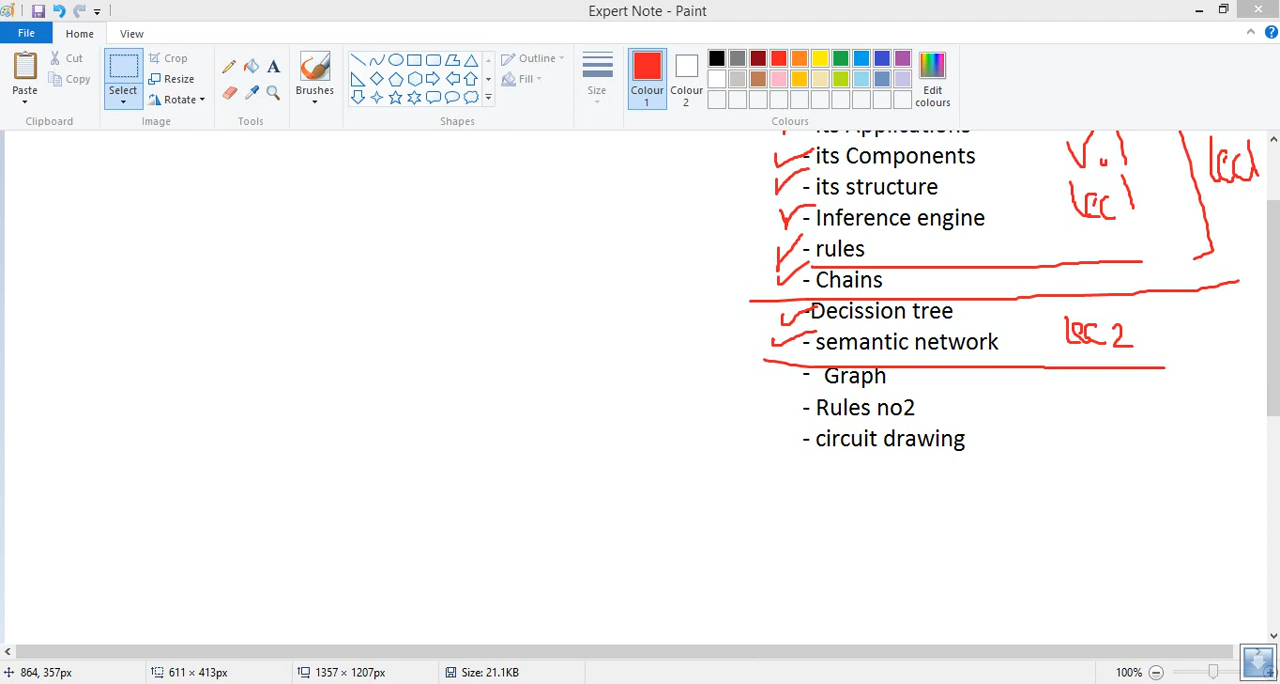 Expert Note - Paint
File Home View
Paste
Cut
Copy
Clipboard
Select
Crop
Resize
Rotate
Image
Tools
Brushes
Shapes
Outline
Fill
Size
Colour 1
Colour 2
Edit colours
Colours
- its Applications
- its Components
- its structure
- Inference engine
- rules
- Chains
-Decission tree
- semantic network
- Graph
- Rules no2
- circuit drawing
lec 2
864, 357px
611 × 413px
1357 × 1207px
Size: 21.1KB
100%